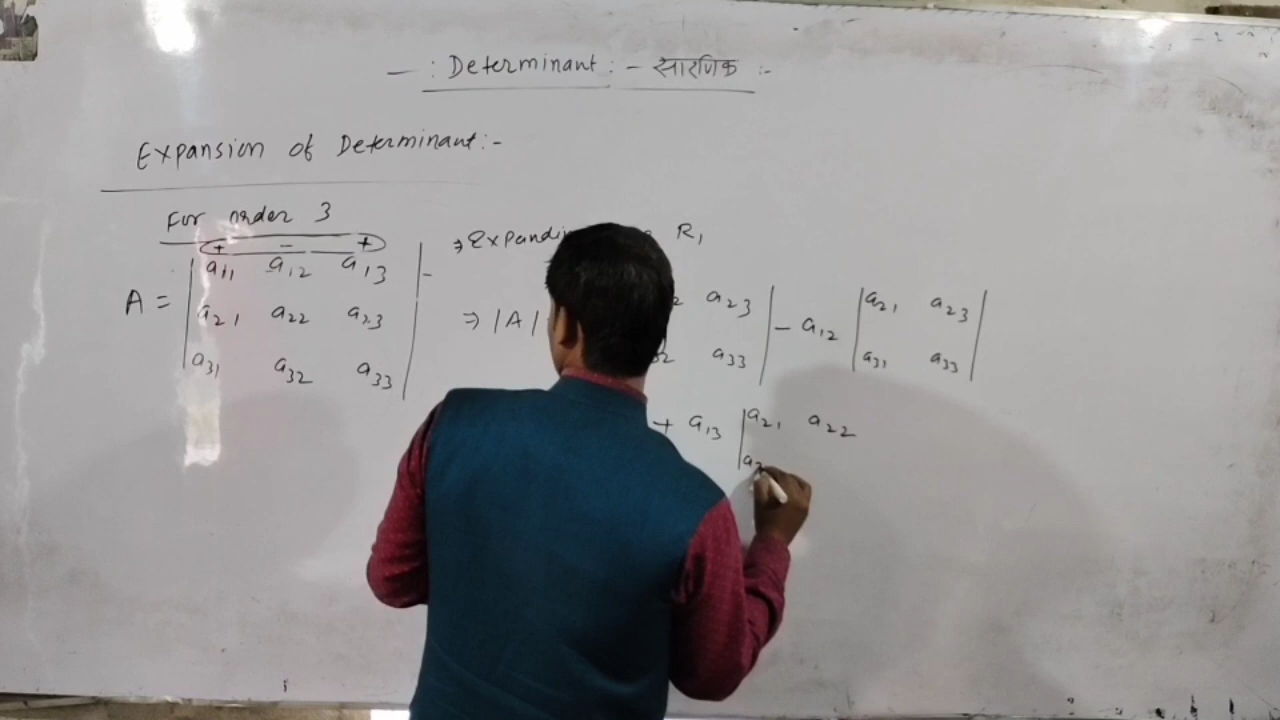 — : Determinant : - सारणिक :-
Expansion of Determinant:-
For order 3
+ - +
a11 a12 a13
A = a21 a22 a23
a31 a32 a33
⇒ R1
⇒ |A| a23 | - a12 | a21 a23 |
a33 | a31 a33 |
+ a13 | a21 a22